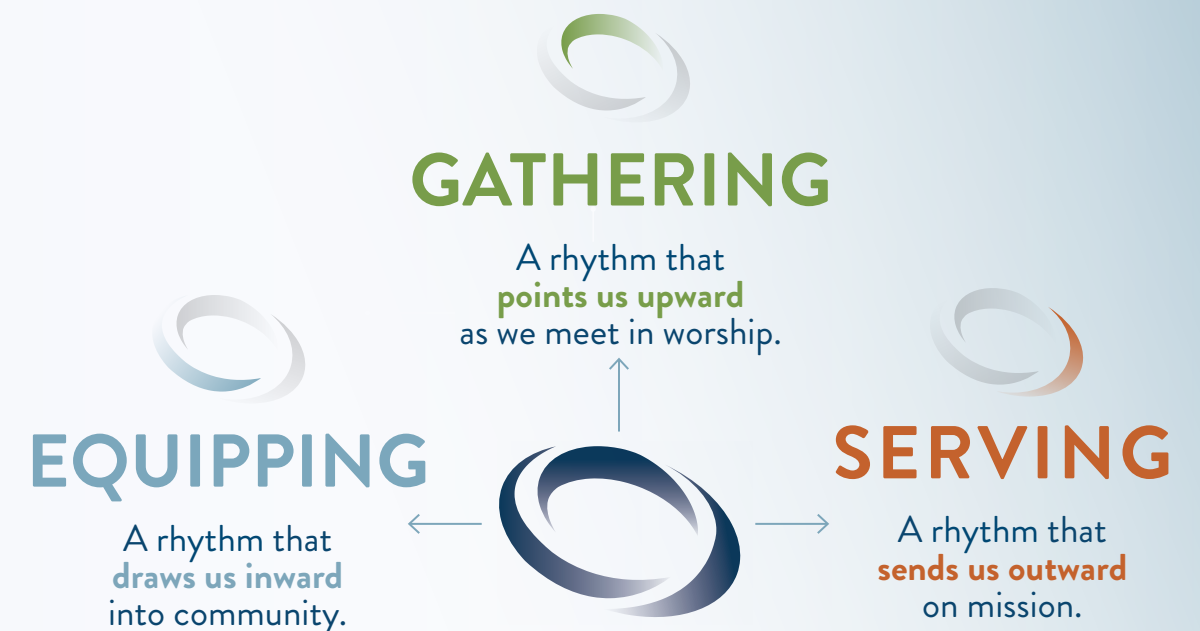 GATHERING
A rhythm that
points us upward
as we meet in worship.
EQUIPPING
A rhythm that
draws us inward
into community.
SERVING
A rhythm that
sends us outward
on mission.